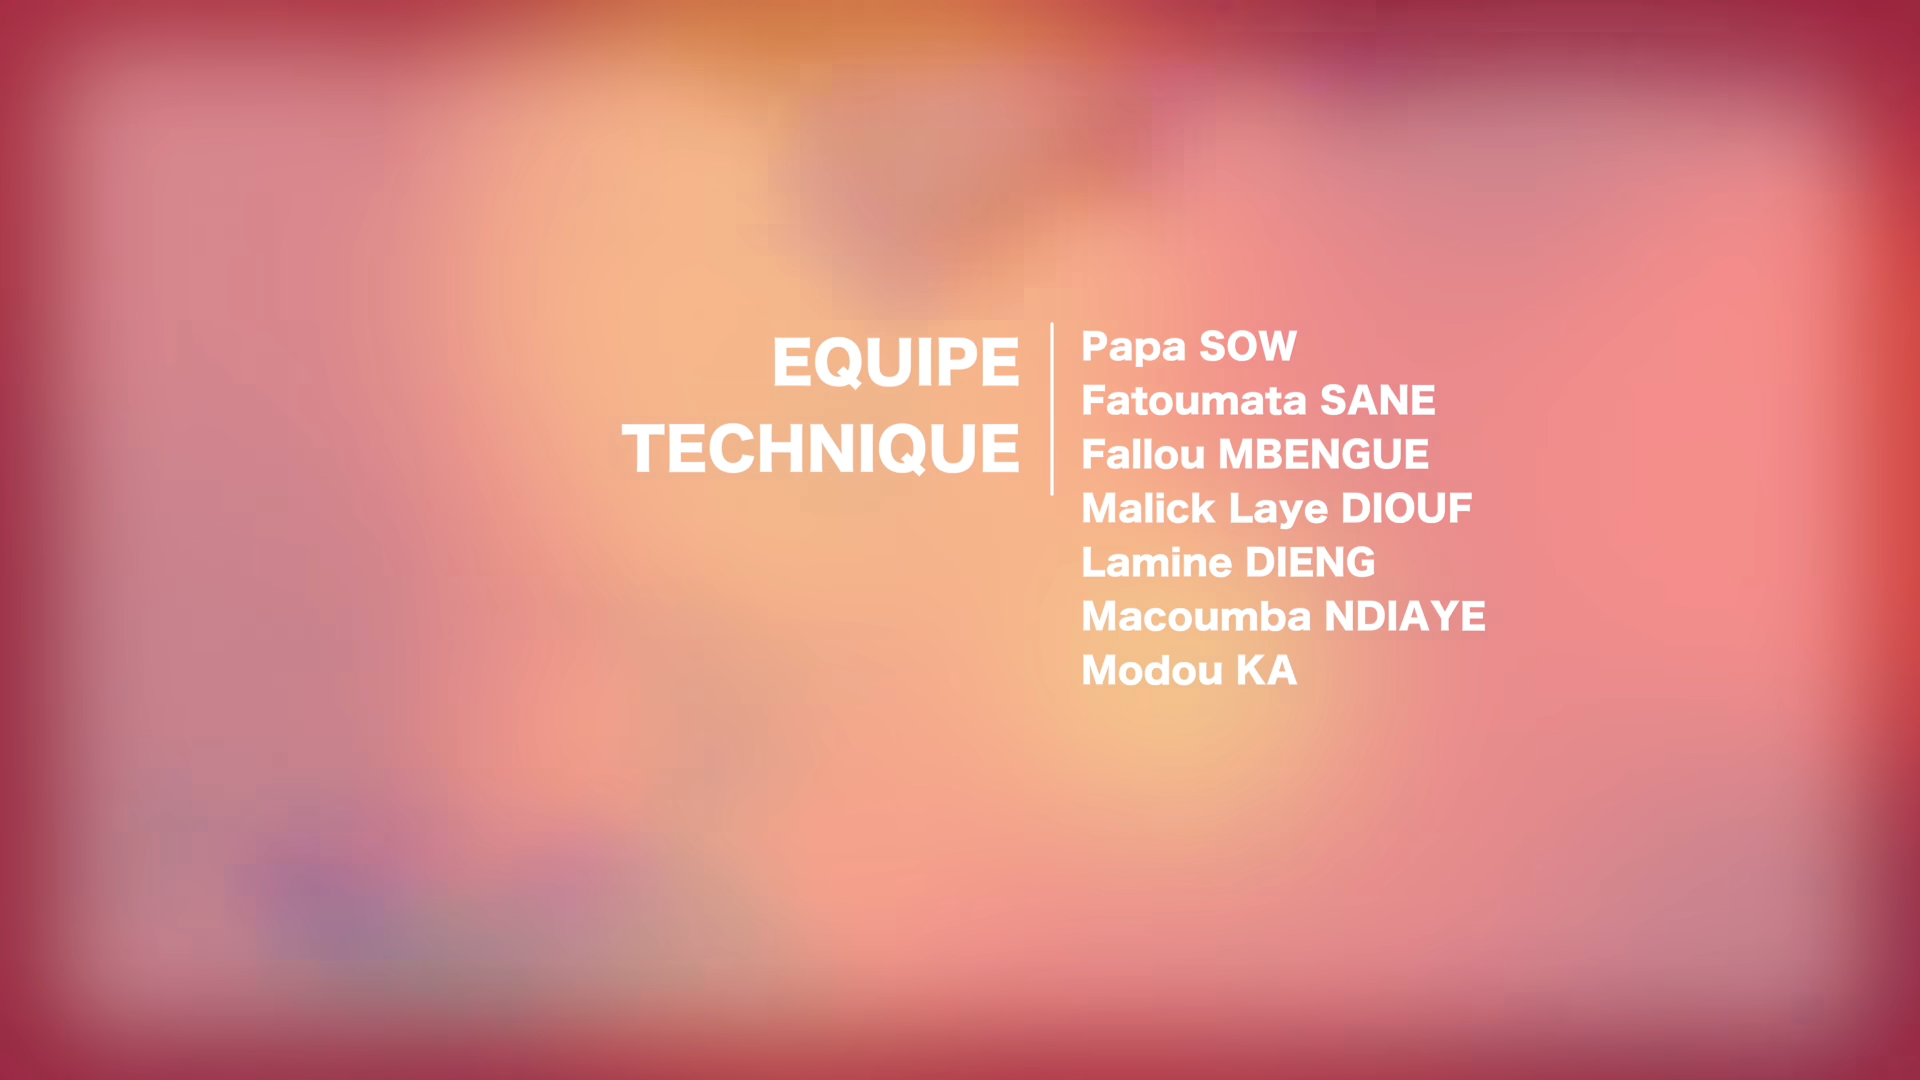 EQUIPE
TECHNIQUE
Papa SOW
Fatoumata SANE
Fallou MBENGUE
Malick Laye DIOUF
Lamine DIENG
Macoumba NDIAYE
Modou KA